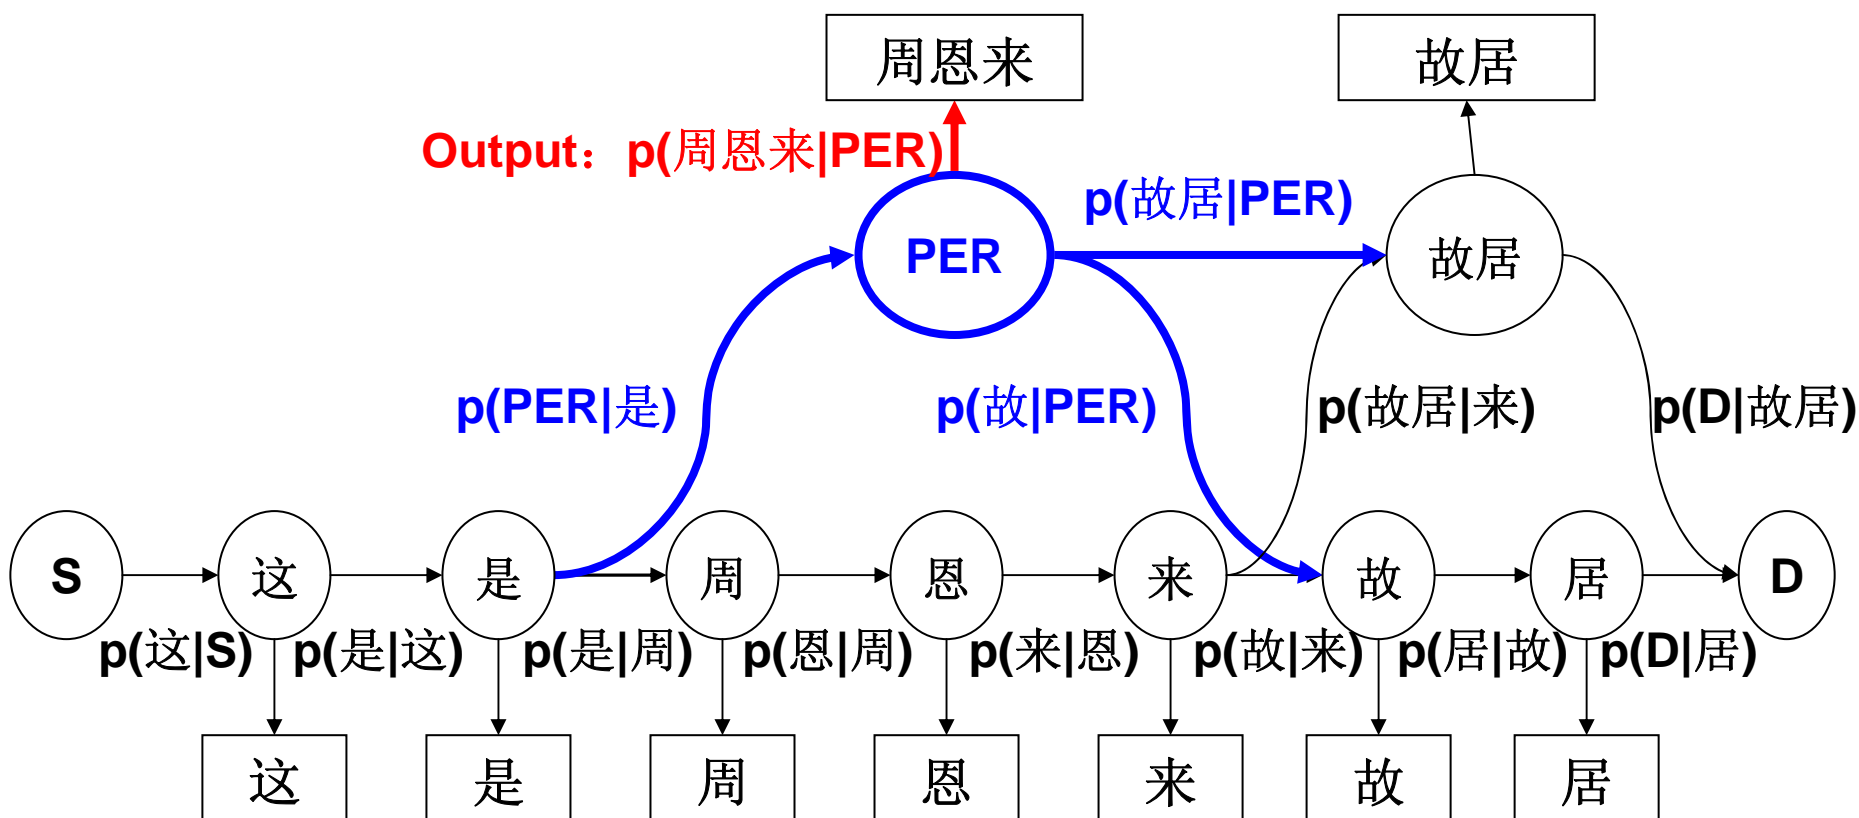 周恩来 故居
Output：p(周恩来|PER)
p(故居|PER)
PER 故居
p(PER|是) p(故|PER) p(故居|来) p(D|故居)
S 这 是 周 恩 来 故 居 D
p(这|S) p(是|这) p(是|周) p(恩|周) p(来|恩) p(故|来) p(居|故) p(D|居)
这 是 周 恩 来 故 居